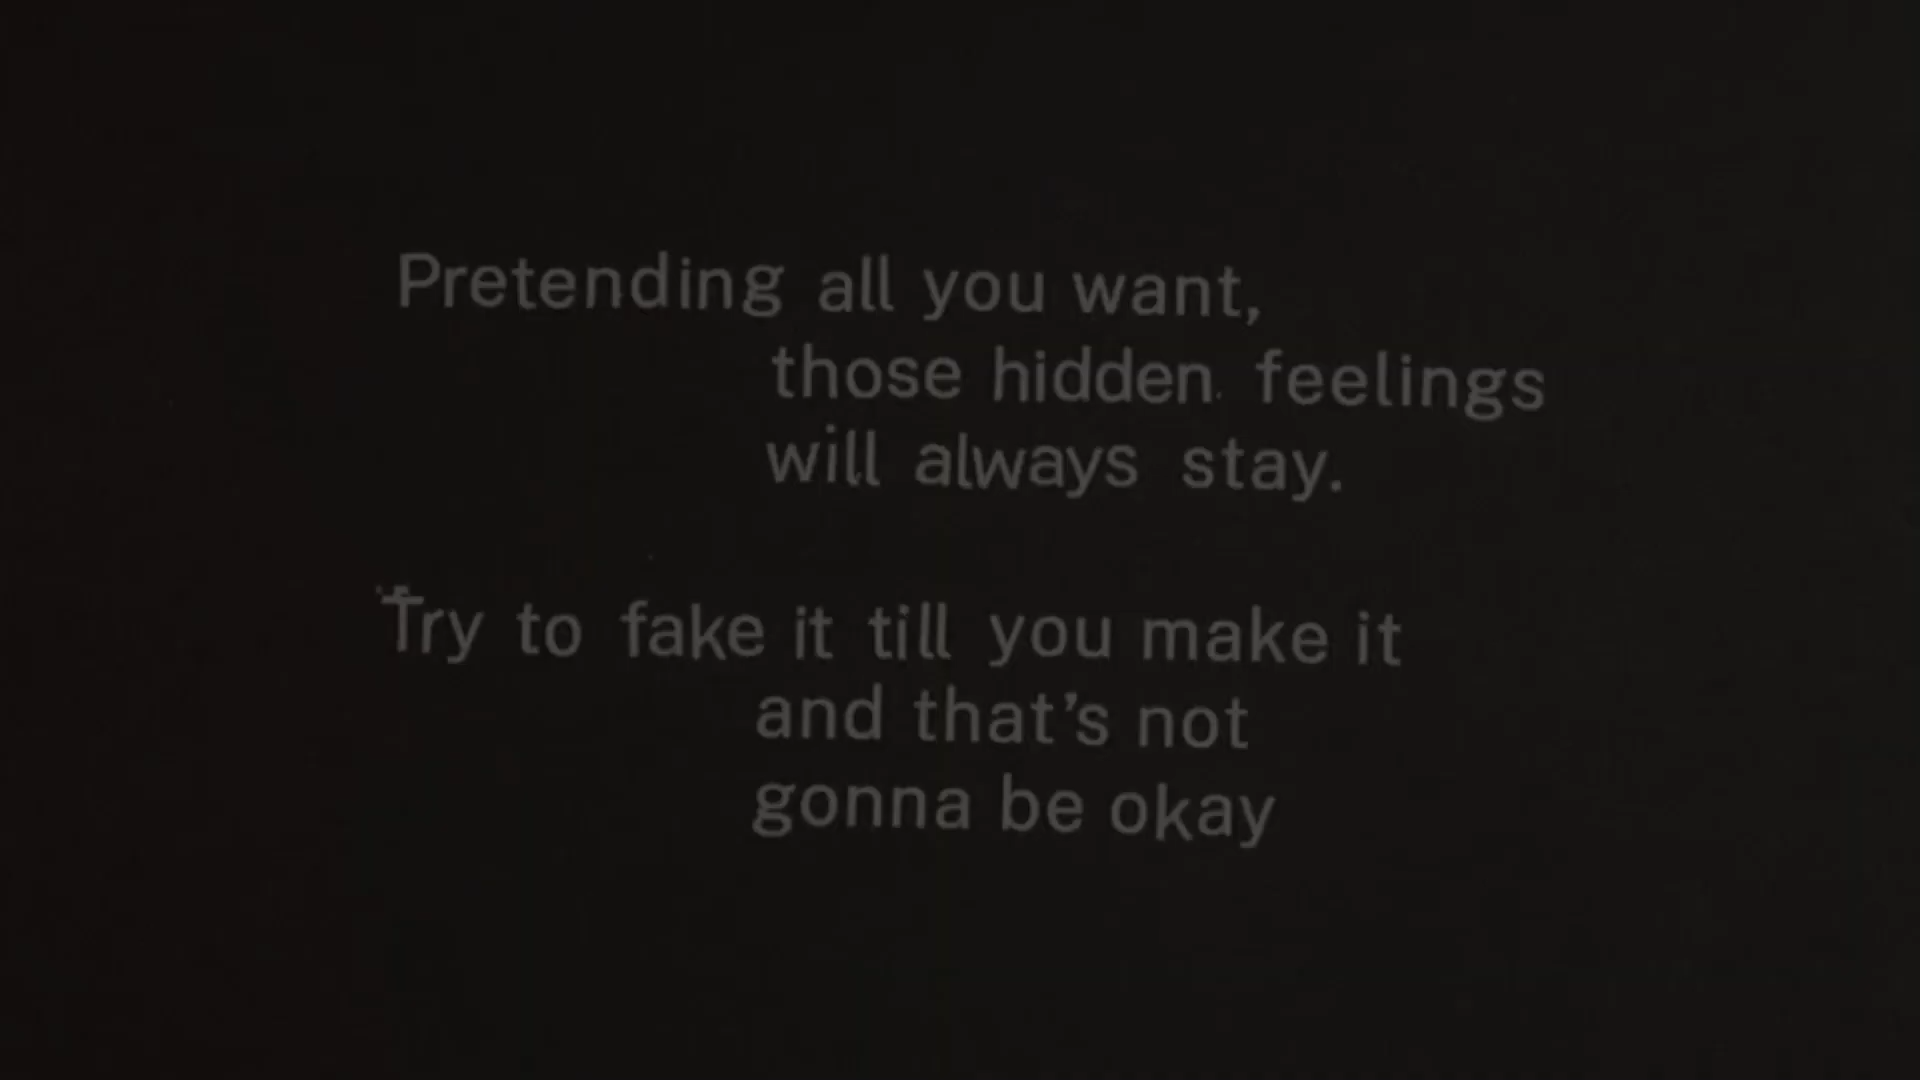 Pretending all you want,
those hidden feelings
will always stay.
Try to fake it till you make it
and that's not
gonna be okay